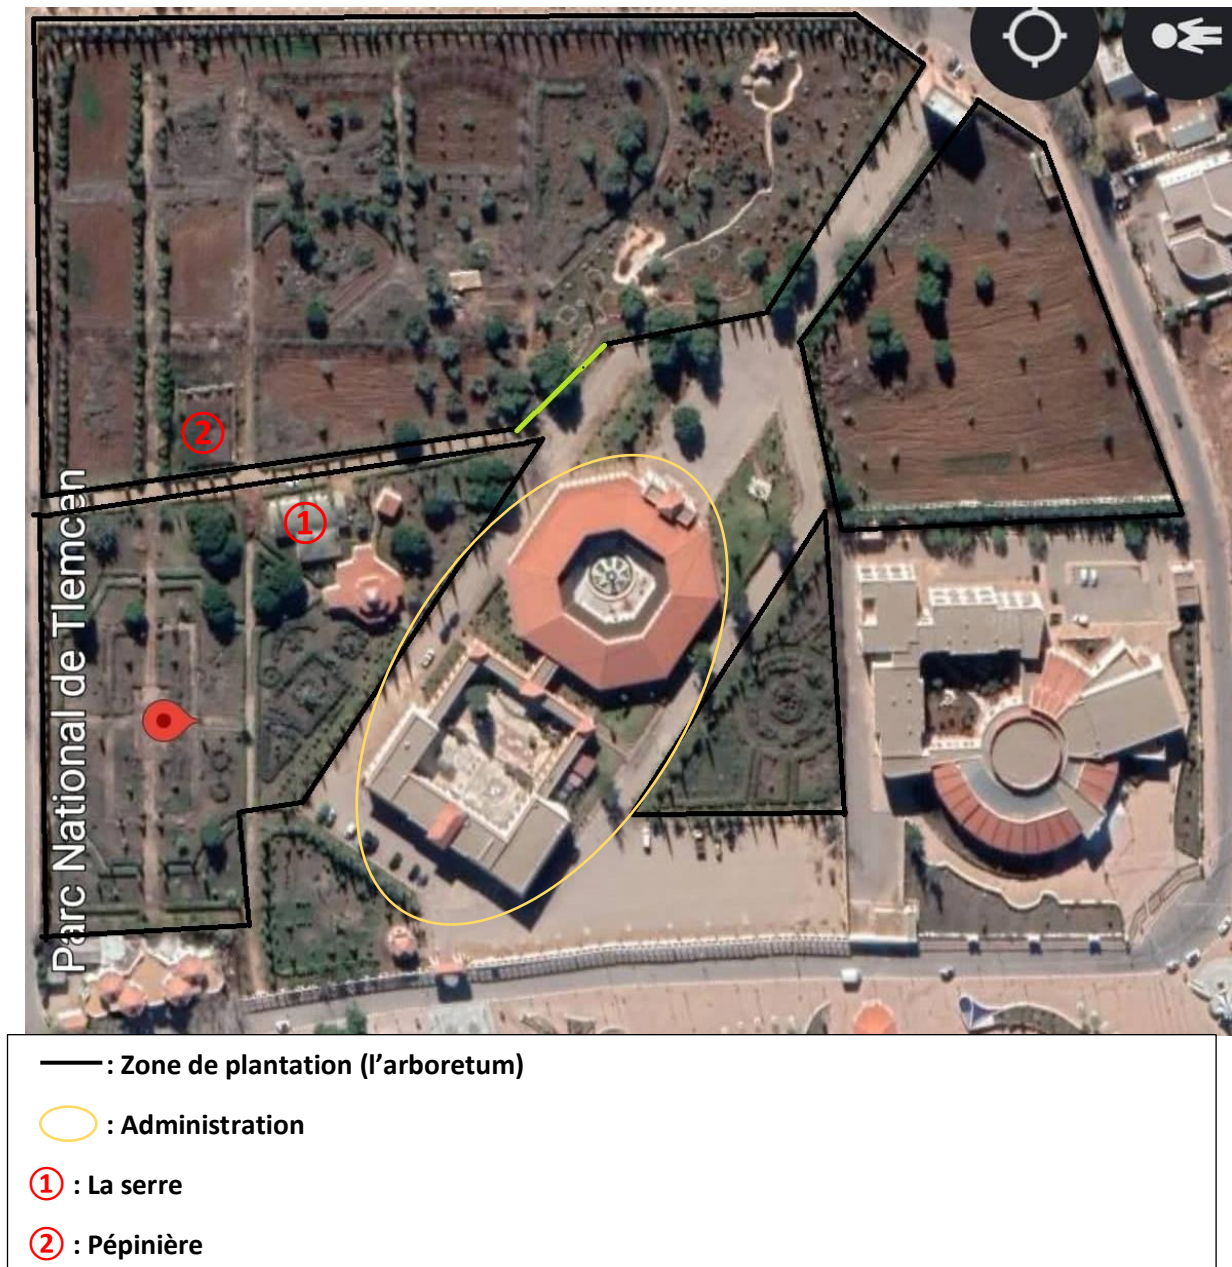 ②
①
Parc National de Tlemcen
: Zone de plantation (l’arboretum)
: Administration
① : La serre
② : Pépinière